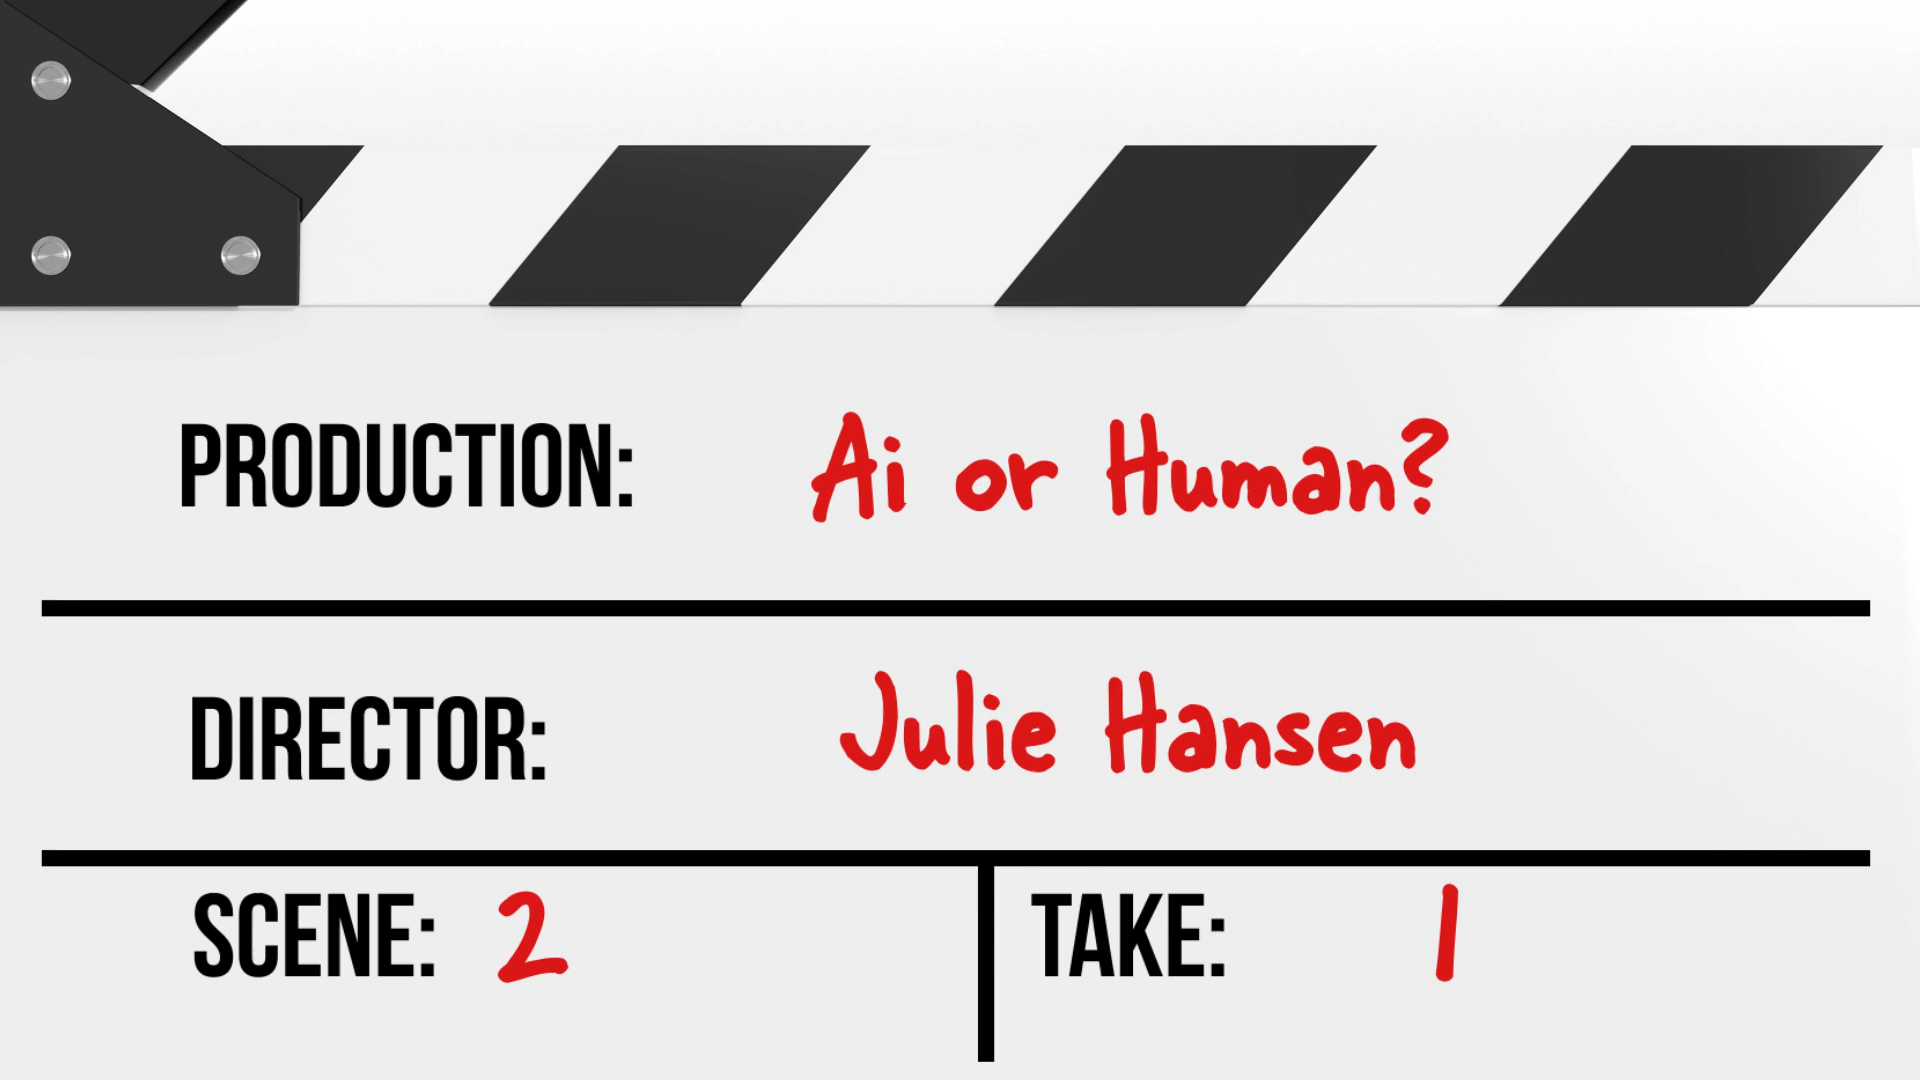 PRODUCTION: Ai or Human?
DIRECTOR: Julie Hansen
SCENE: 2 TAKE: 1